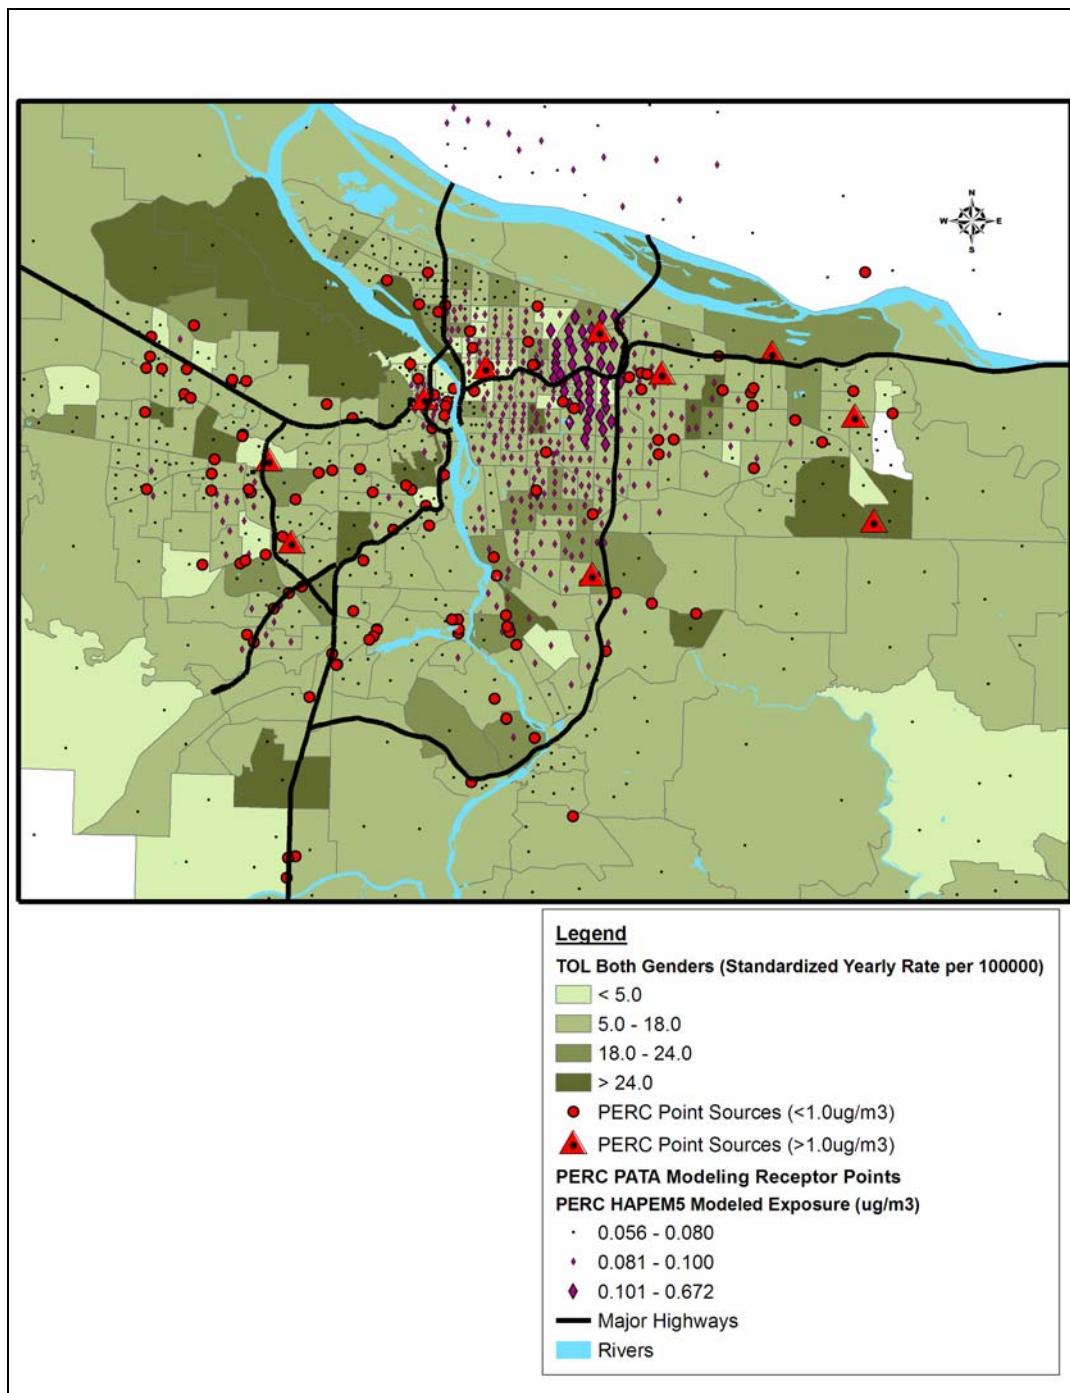 N
W E
S
Legend
TOL Both Genders (Standardized Yearly Rate per 100000)
< 5.0
5.0 - 18.0
18.0 - 24.0
> 24.0
PERC Point Sources (<1.0ug/m3)
PERC Point Sources (>1.0ug/m3)
PERC PATA Modeling Receptor Points
PERC HAPEM5 Modeled Exposure (ug/m3)
0.056 - 0.080
0.081 - 0.100
0.101 - 0.672
Major Highways
Rivers